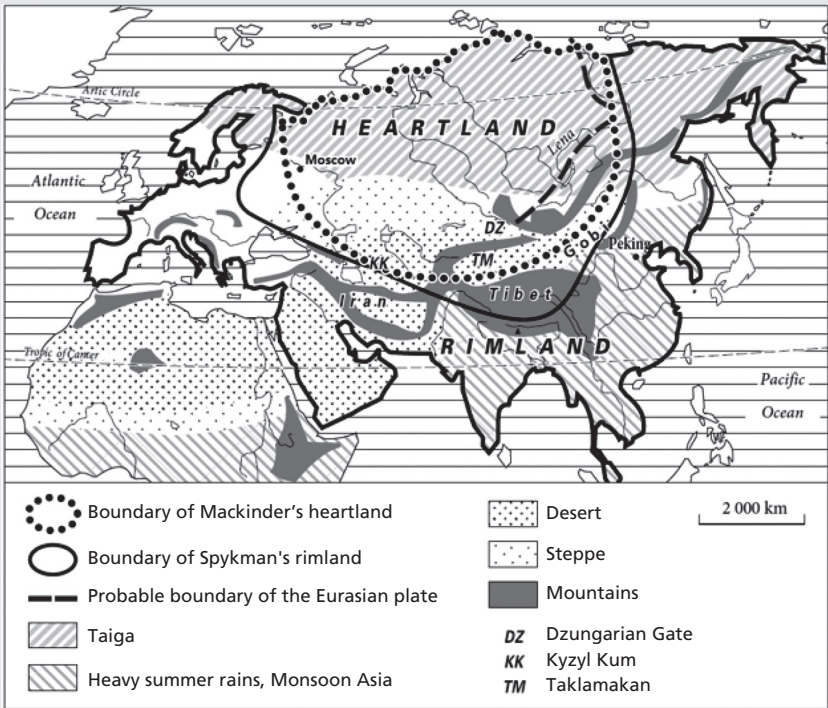 Artic Circle
HEARTLAND
Lena
Moscow
Atlantic
Ocean
DZ
Gobi
Peking
KK
TM
Iran
Tibet
RIMLAND
Tropic of Cancer
Pacific
Ocean
Boundary of Mackinder’s heartland
Boundary of Spykman's rimland
Probable boundary of the Eurasian plate
Taiga
Heavy summer rains, Monsoon Asia
Desert
Steppe
Mountains
DZ Dzungarian Gate
KK Kyzyl Kum
TM Taklamakan
2 000 km